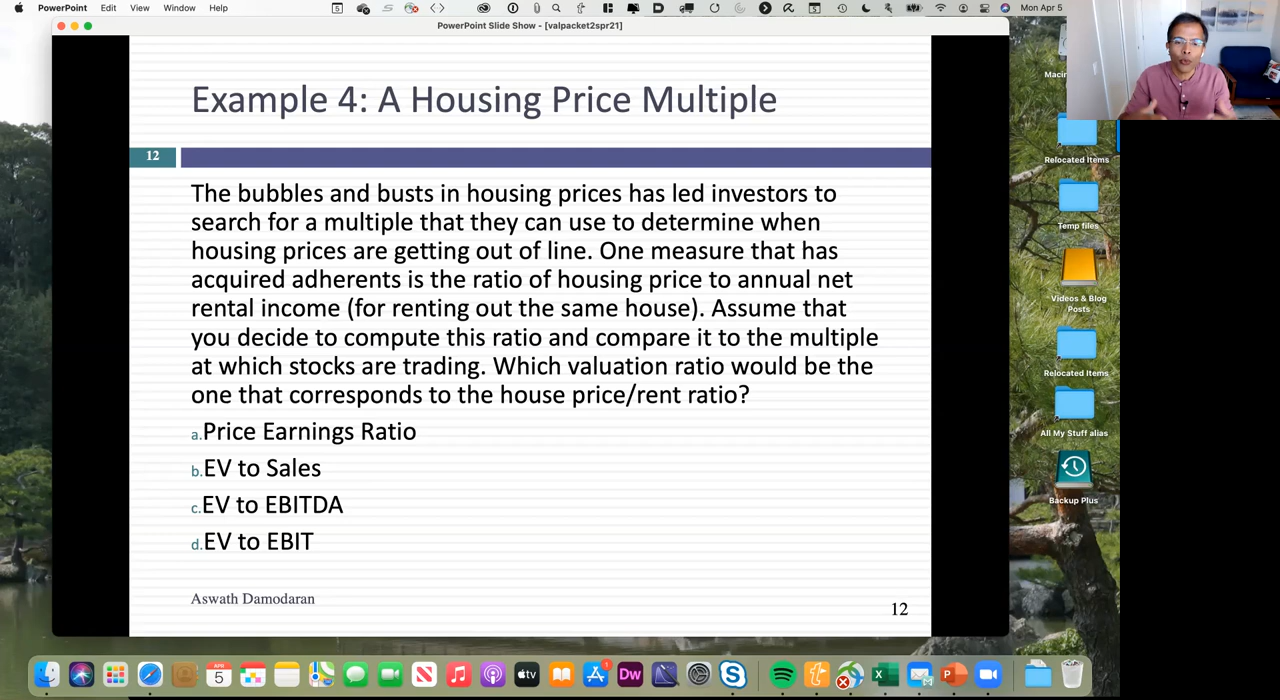 PowerPoint File Edit View Window Help
Mon Apr 5
PowerPoint Slide Show - [valpacket2spr21]
Example 4: A Housing Price Multiple
12
The bubbles and busts in housing prices has led investors to
search for a multiple that they can use to determine when
housing prices are getting out of line. One measure that has
acquired adherents is the ratio of housing price to annual net
rental income (for renting out the same house). Assume that
you decide to compute this ratio and compare it to the multiple
at which stocks are trading. Which valuation ratio would be the
one that corresponds to the house price/rent ratio?
a.Price Earnings Ratio
b.EV to Sales
c.EV to EBITDA
d.EV to EBIT
Aswath Damodaran
12
Macin
Relocated Items
Temp files
Videos & Blog
Posts
Relocated Items
All My Stuff alias
Backup Plus
APR
5
tv
1
Dw